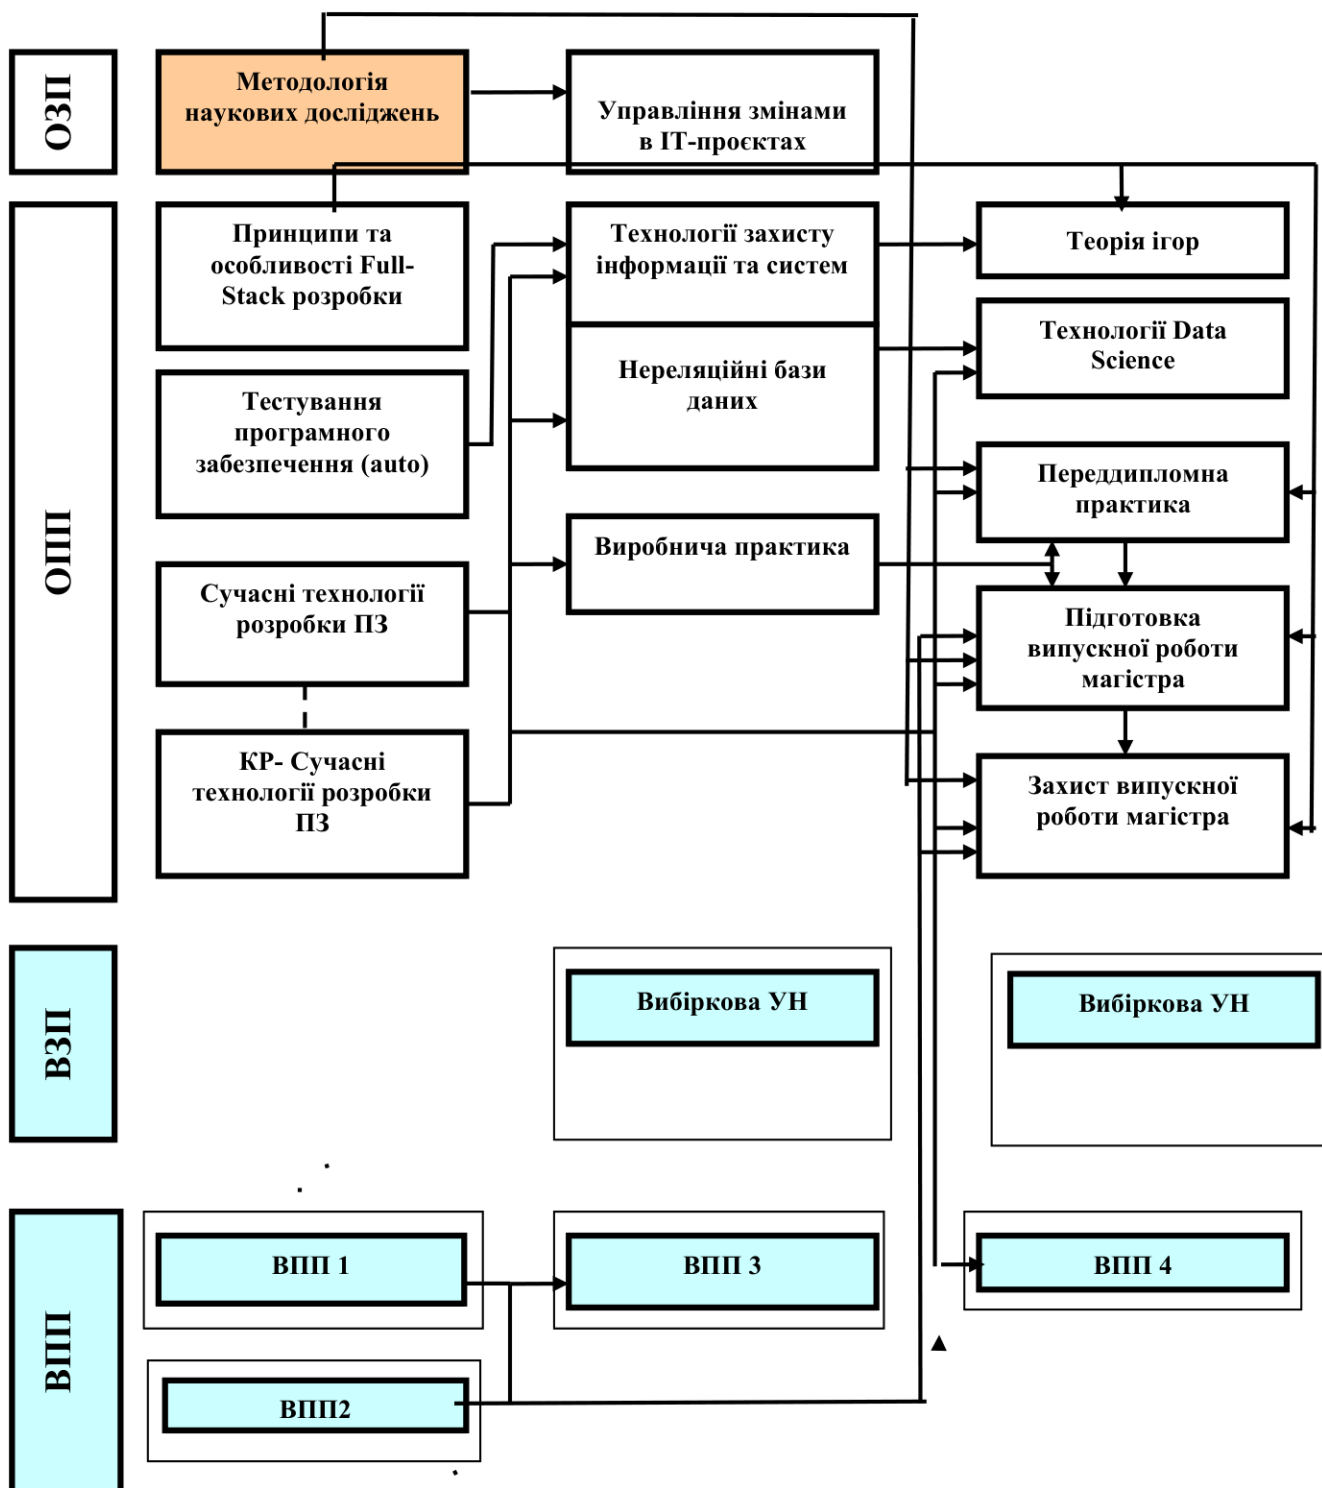 ОЗП
Методологія
наукових досліджень
Управління змінами
в ІТ-проєктах
ОПП
Принципи та
особливості Full-
Stack розробки
Технології захисту
інформації та систем
Теорія ігор
Технології Data
Science
Нереляційні бази
даних
Тестування
програмного
забезпечення (auto)
Переддипломна
практика
Виробнича практика
Сучасні технології
розробки ПЗ
Підготовка
випускної роботи
магістра
КР- Сучасні
технології розробки
ПЗ
Захист випускної
роботи магістра
ВЗП
Вибіркова УН
Вибіркова УН
ВПП
ВПП 1
ВПП 3
ВПП 4
ВПП2